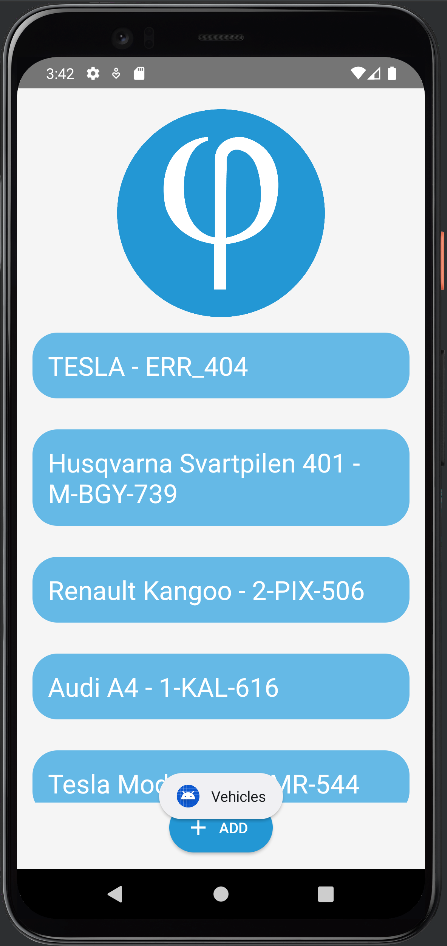 3:42
φ
TESLA - ERR_404
Husqvarna Svartpilen 401 -
M-BGY-739
Renault Kangoo - 2-PIX-506
Audi A4 - 1-KAL-616
Tesla Mod MR-544
Vehicles
+ ADD